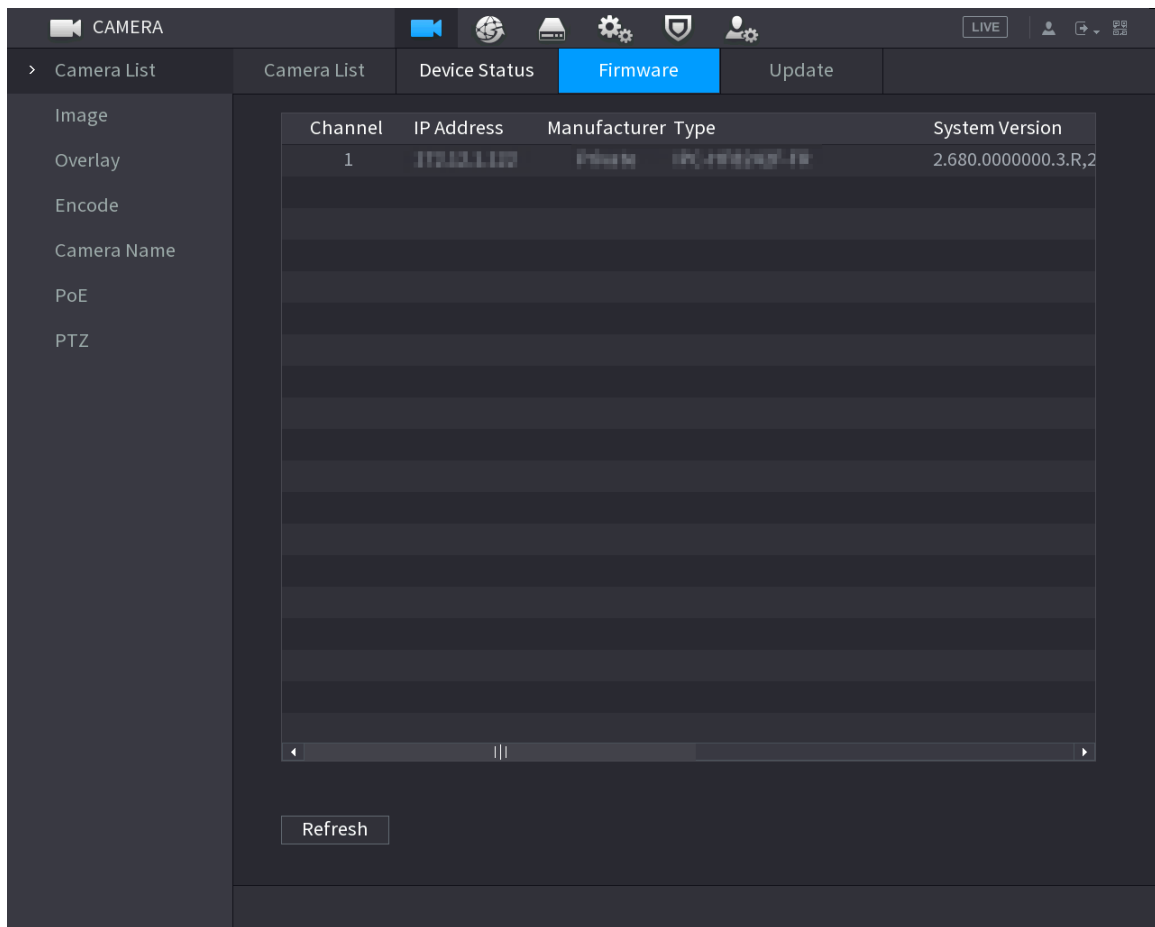 CAMERA
LIVE
Camera List
Image
Overlay
Encode
Camera Name
PoE
PTZ
Camera List Device Status Firmware Update
Channel IP Address Manufacturer Type System Version
1 2.680.0000000.3.R,2
Refresh